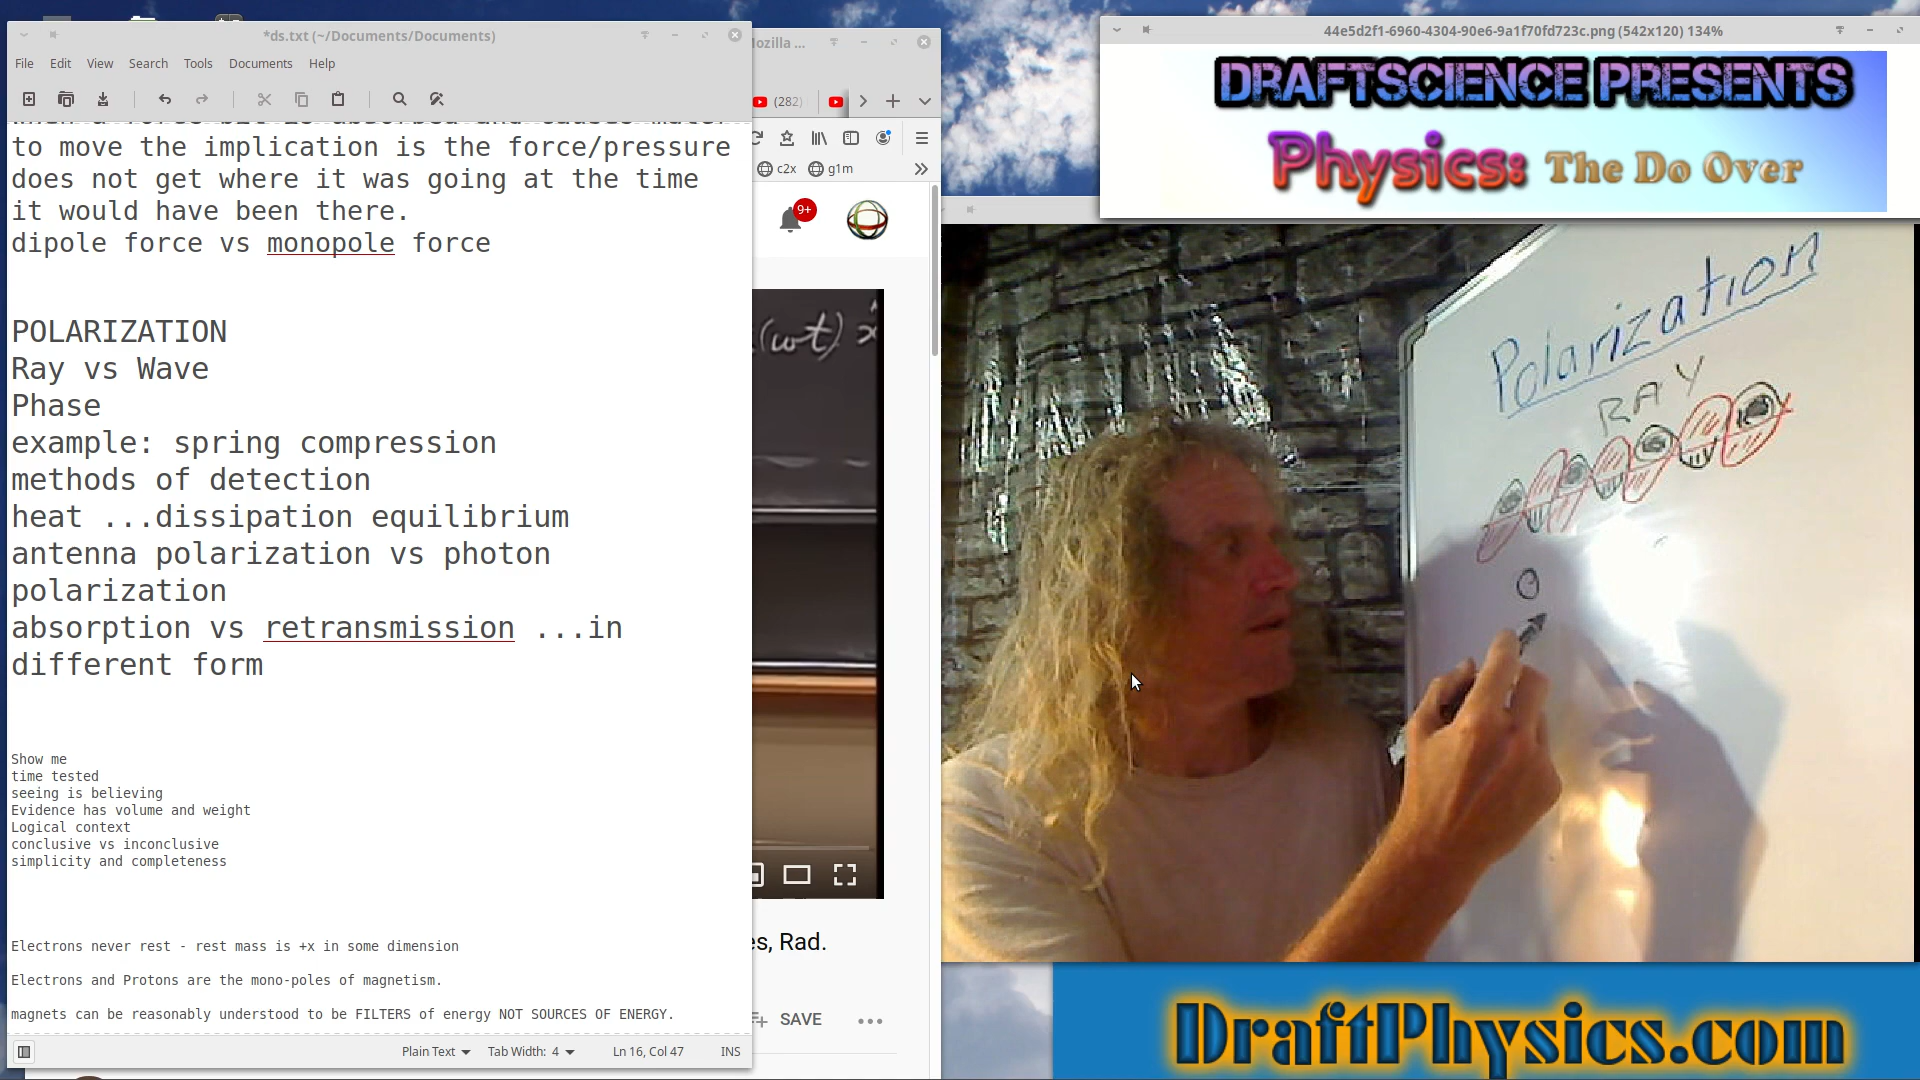 *ds.txt (~/Documents/Documents)
File Edit View Search Tools Documents Help
to move the implication is the force/pressure
does not get where it was going at the time
it would have been there.
dipole force vs monopole force
POLARIZATION
Ray vs Wave
Phase
example: spring compression
methods of detection
heat ...dissipation equilibrium
antenna polarization vs photon
polarization
absorption vs retransmission ...in
different form
Show me
time tested
seeing is believing
Evidence has volume and weight
Logical context
conclusive vs inconclusive
simplicity and completeness
Electrons never rest - rest mass is +x in some dimension
Electrons and Protons are the mono-poles of magnetism.
magnets can be reasonably understood to be FILTERS of energy NOT SOURCES OF ENERGY.
Plain Text Tab Width: 4 Ln 16, Col 47 INS
ozilla ...
(282)
c2x g1m
9+
(ωt) x
es, Rad.
SAVE
44e5d2f1-6960-4304-90e6-9a1f70fd723c.png (542x120) 134%
DRAFTSCIENCE PRESENTS
Physics: The Do Over
Polarization
RAY
DraftPhysics.com